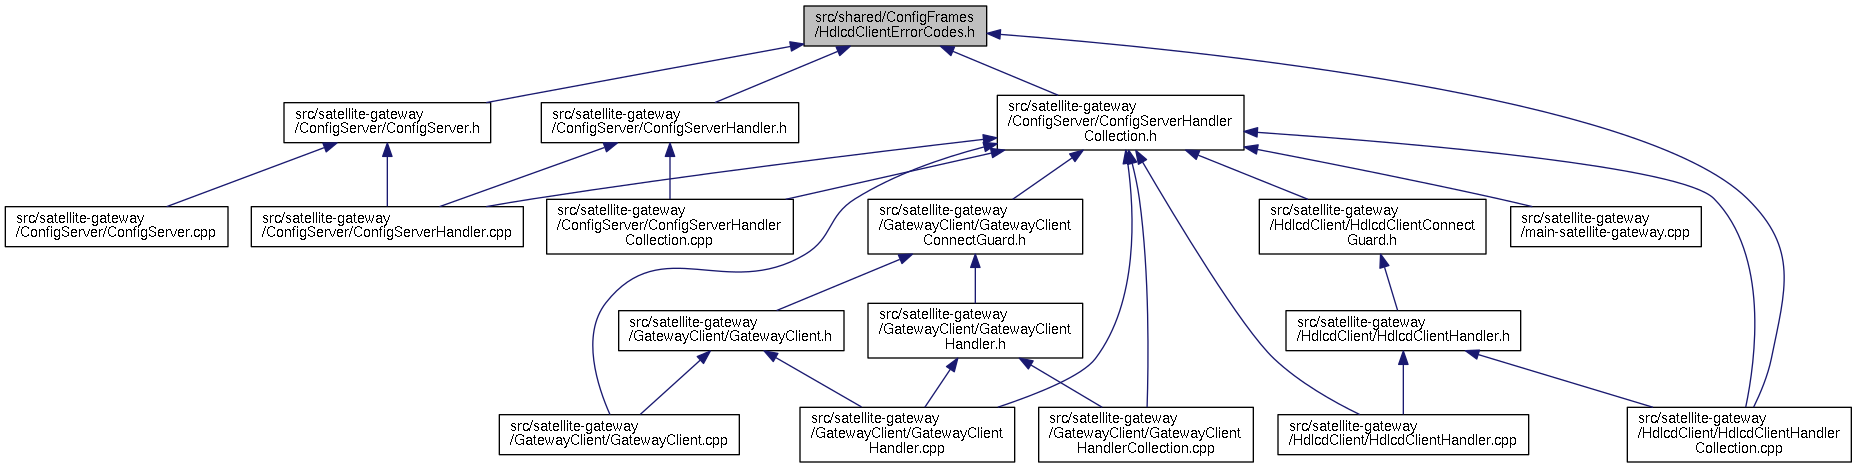 src/shared/ConfigFrames
/HdlcdClientErrorCodes.h
src/satellite-gateway
/ConfigServer/ConfigServer.h
src/satellite-gateway
/ConfigServer/ConfigServerHandler.h
src/satellite-gateway
/ConfigServer/ConfigServerHandler
Collection.h
src/satellite-gateway
/ConfigServer/ConfigServer.cpp
src/satellite-gateway
/ConfigServer/ConfigServerHandler.cpp
src/satellite-gateway
/ConfigServer/ConfigServerHandler
Collection.cpp
src/satellite-gateway
/GatewayClient/GatewayClient
ConnectGuard.h
src/satellite-gateway
/HdlcdClient/HdlcdClientConnect
Guard.h
src/satellite-gateway
/main-satellite-gateway.cpp
src/satellite-gateway
/GatewayClient/GatewayClient.h
src/satellite-gateway
/GatewayClient/GatewayClient
Handler.h
src/satellite-gateway
/HdlcdClient/HdlcdClientHandler.h
src/satellite-gateway
/GatewayClient/GatewayClient.cpp
src/satellite-gateway
/GatewayClient/GatewayClient
Handler.cpp
src/satellite-gateway
/GatewayClient/GatewayClient
HandlerCollection.cpp
src/satellite-gateway
/HdlcdClient/HdlcdClientHandler.cpp
src/satellite-gateway
/HdlcdClient/HdlcdClientHandler
Collection.cpp